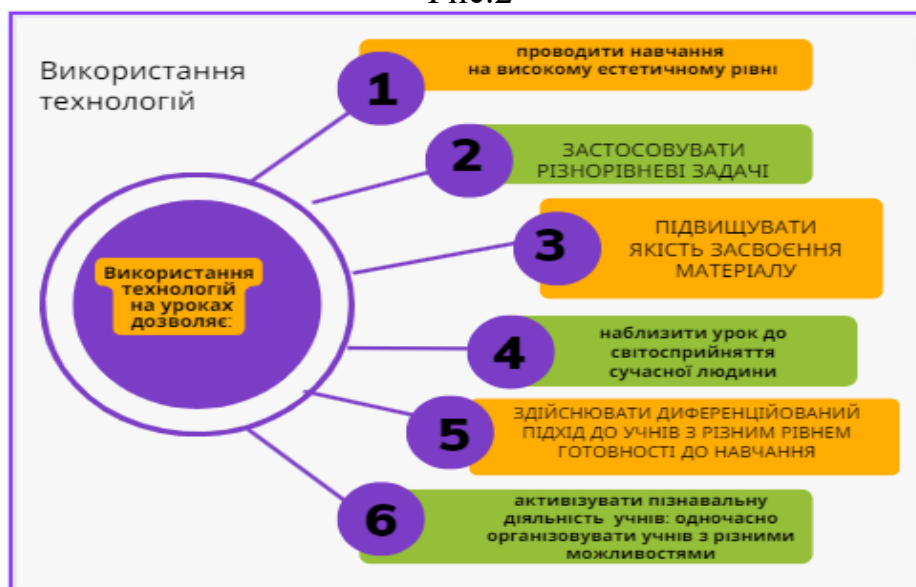 Рис.2
Використання
технологій
1
проводити навчання
на високому естетичному рівні
2
ЗАСТОСОВУВАТИ
РІЗНОРІВНЕВІ ЗАДАЧІ
3
ПІДВИЩУВАТИ
ЯКІСТЬ ЗАСВОЄННЯ
МАТЕРІАЛУ
Використання
технологій
на уроках
дозволяє:
4
наблизити урок до
світосприйняття
сучасної людини
5
ЗДІЙСНЮВАТИ ДИФЕРЕНЦІЙОВАНИЙ
ПІДХІД ДО УЧНІВ З РІЗНИМ РІВНЕМ
ГОТОВНОСТІ ДО НАВЧАННЯ
6
активізувати пізнавальну
діяльність учнів: одночасно
організовувати учнів з різними
можливостями